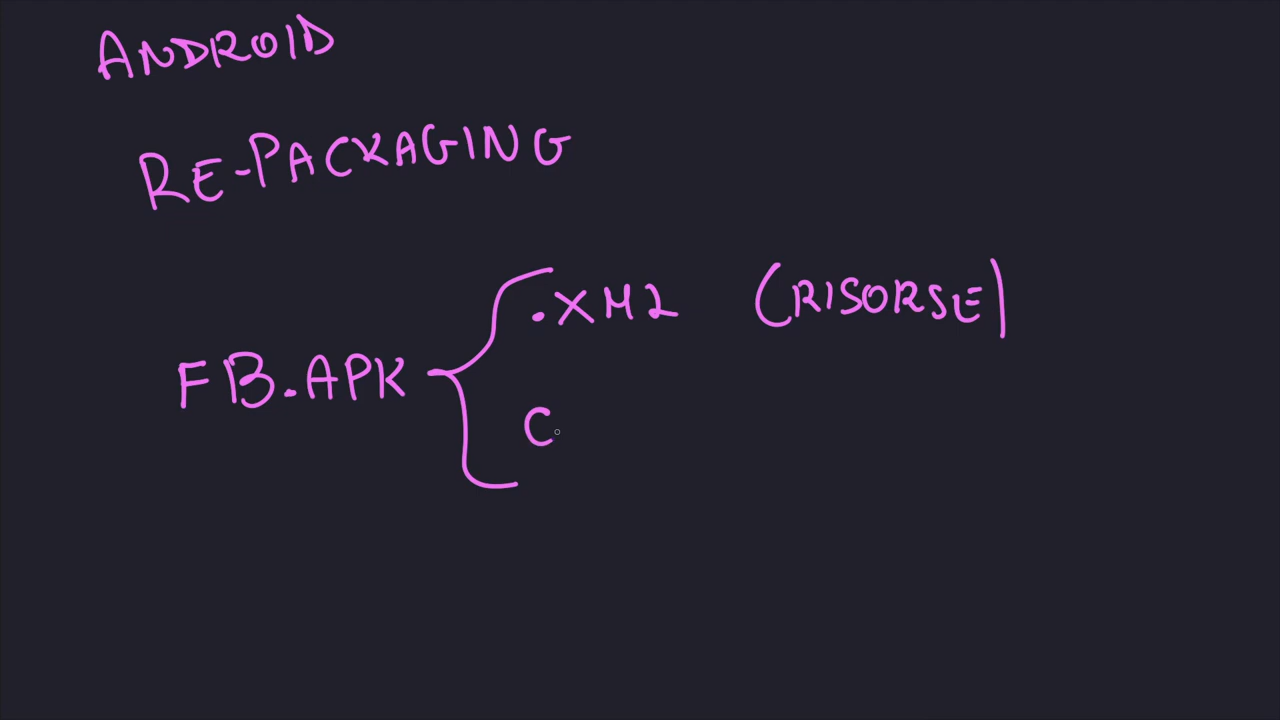 ANDROID
RE-PACKAGING
.XML (RISORSE)
FB.APK
C